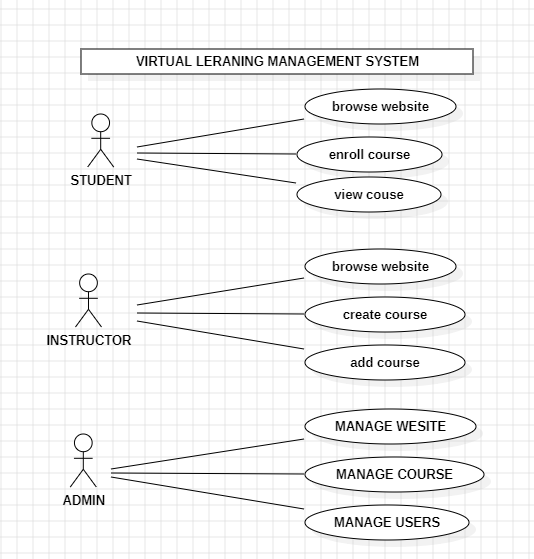 VIRTUAL LERANING MANAGEMENT SYSTEM
browse website
enroll course
view couse
STUDENT
browse website
create course
add course
INSTRUCTOR
MANAGE WESITE
MANAGE COURSE
MANAGE USERS
ADMIN